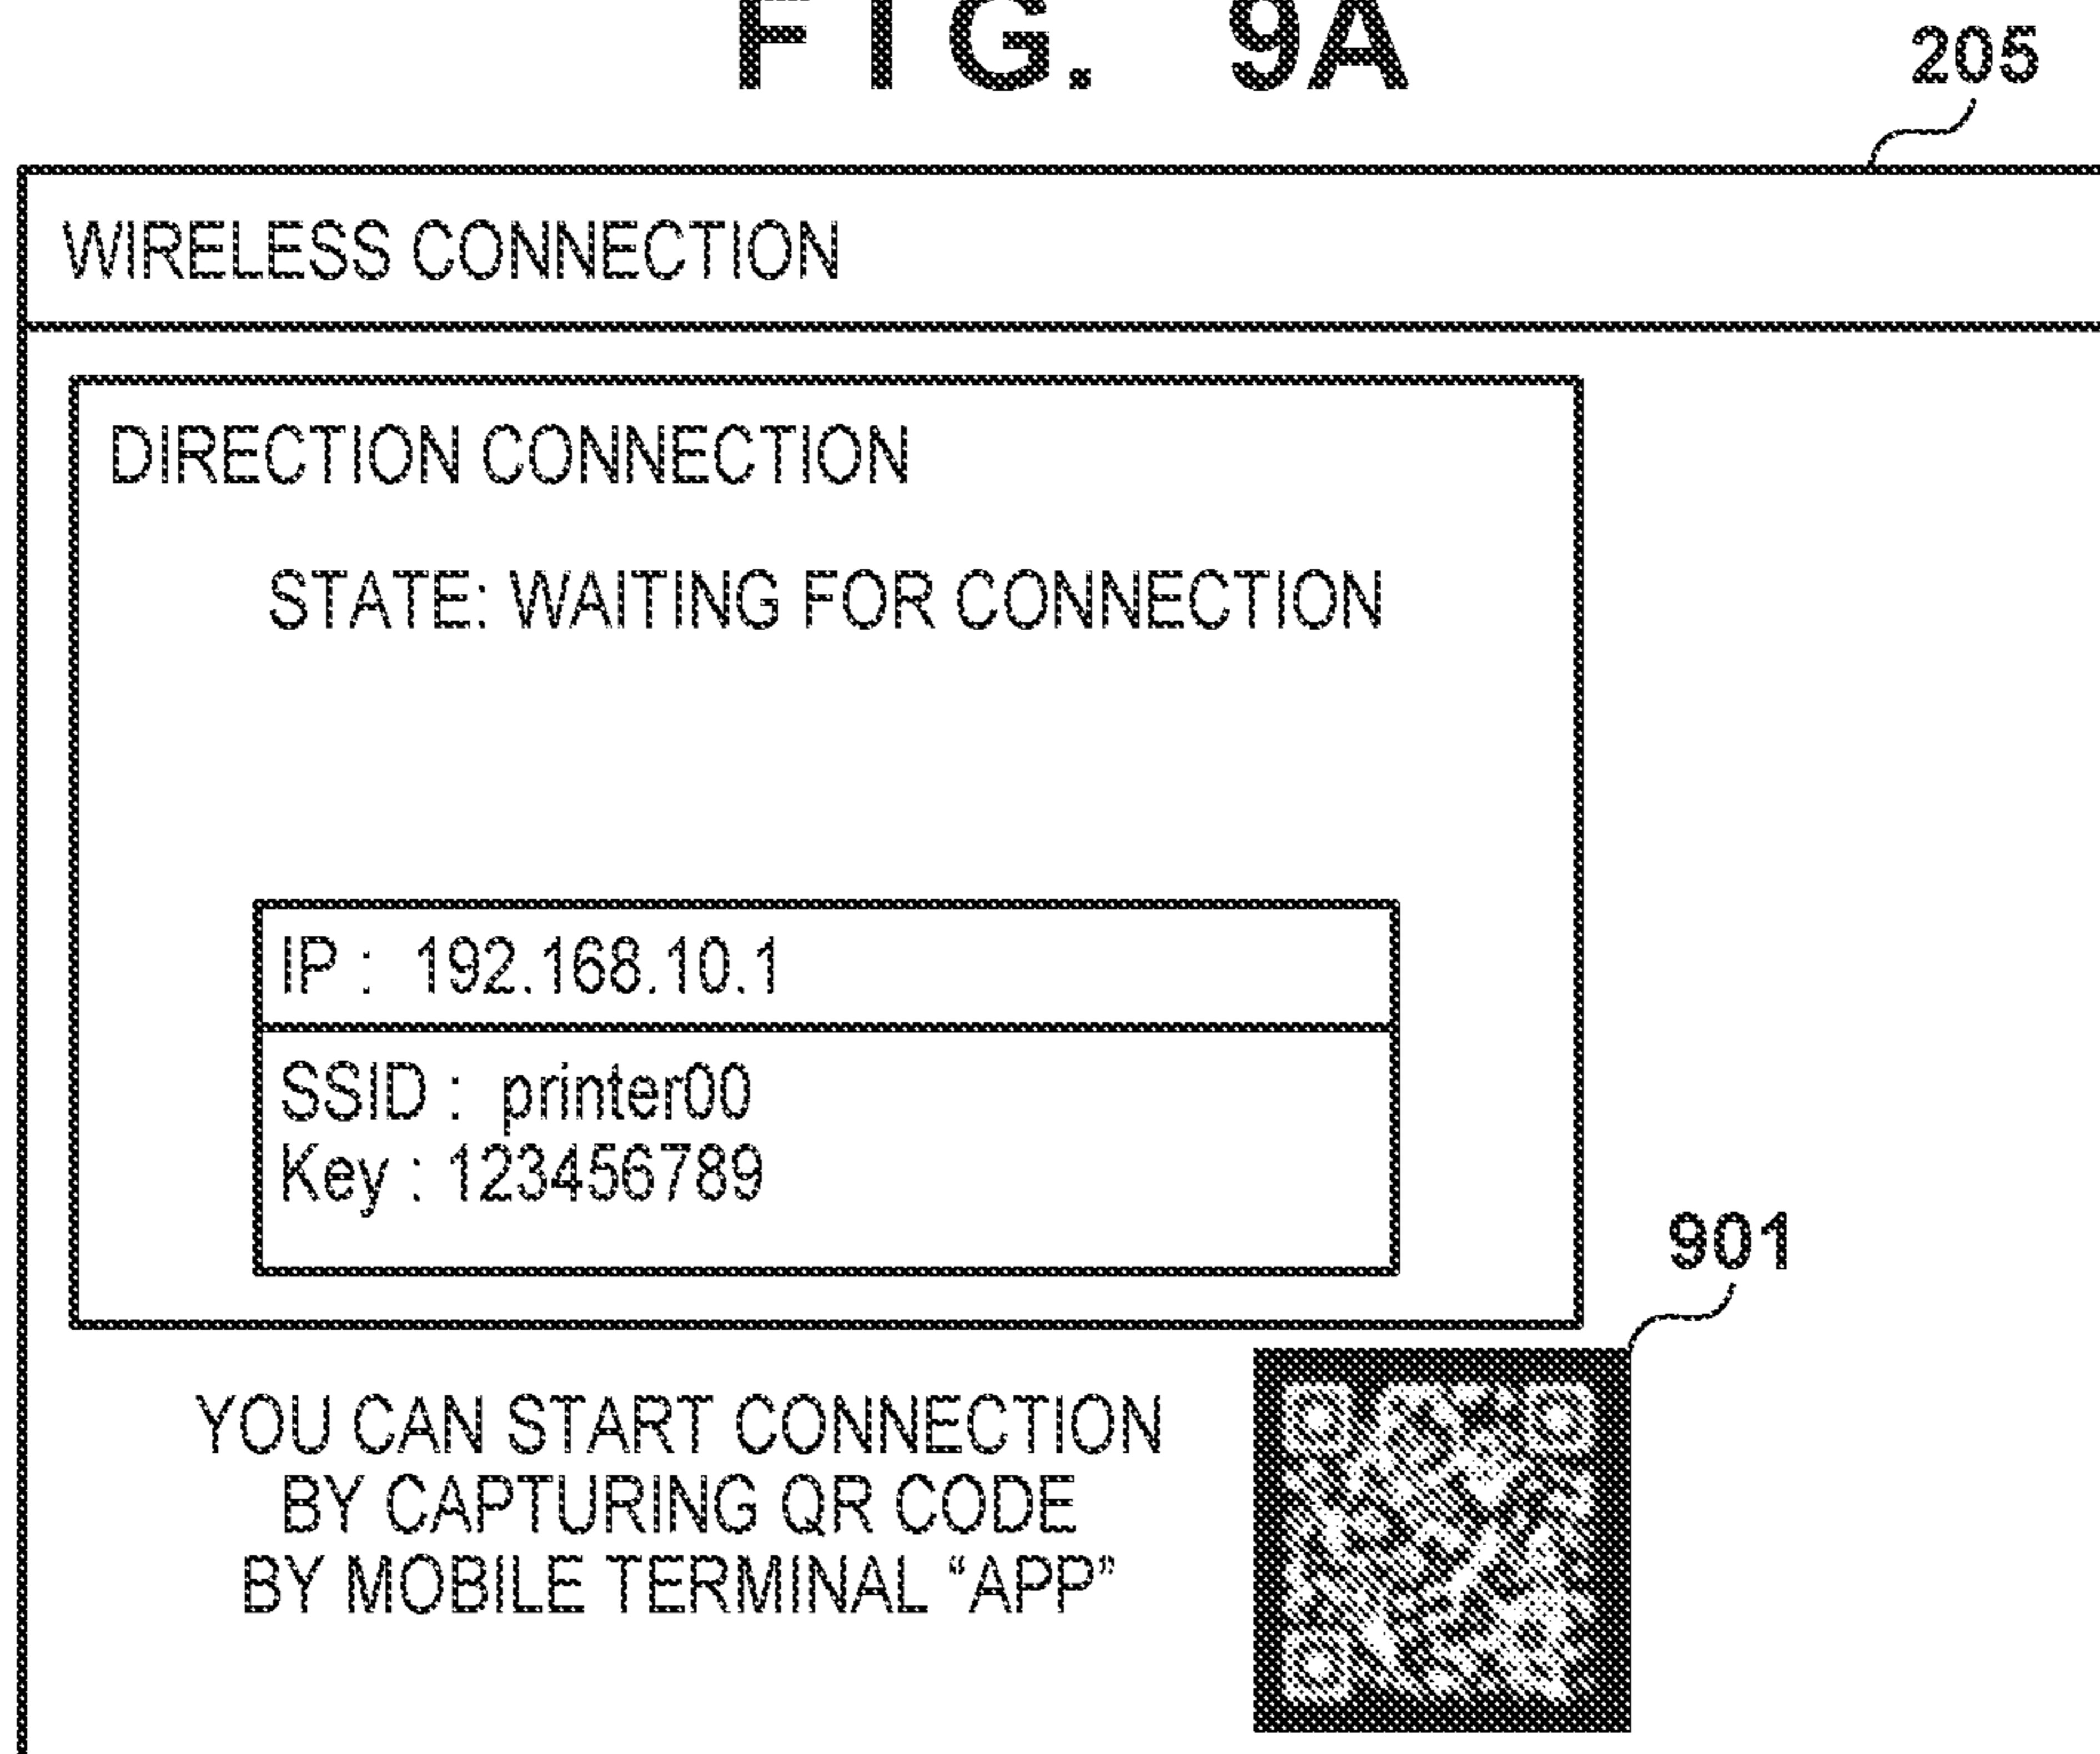 FIG. 9A
205
WIRELESS CONNECTION
DIRECTION CONNECTION
STATE: WAITING FOR CONNECTION
IP : 192.168.10.1
SSID : printer00
Key : 123456789
901
YOU CAN START CONNECTION
BY CAPTURING QR CODE
BY MOBILE TERMINAL “APP”